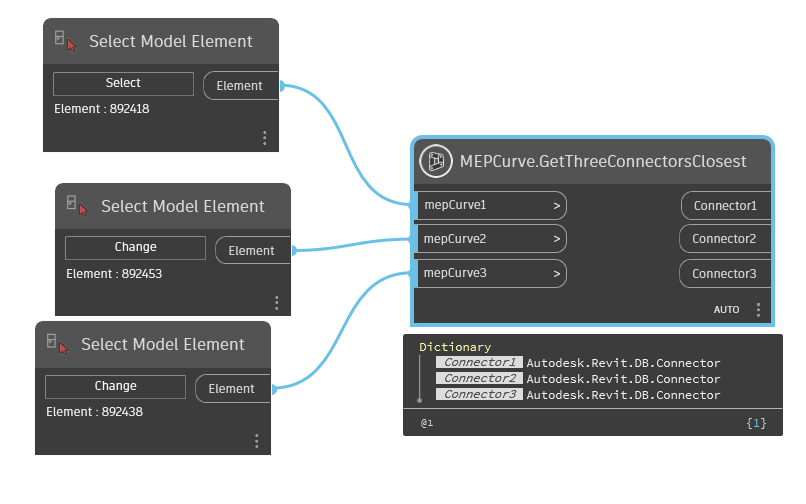 Select Model Element
Select
Element
Element : 892418
Select Model Element
Change
Element
Element : 892453
Select Model Element
Change
Element
Element : 892438
MEPCurve.GetThreeConnectorsClosest
mepCurve1 >
Connector1
mepCurve2 >
Connector2
mepCurve3 >
Connector3
AUTO
Dictionary
Connector1 Autodesk.Revit.DB.Connector
Connector2 Autodesk.Revit.DB.Connector
Connector3 Autodesk.Revit.DB.Connector
@1 {1}